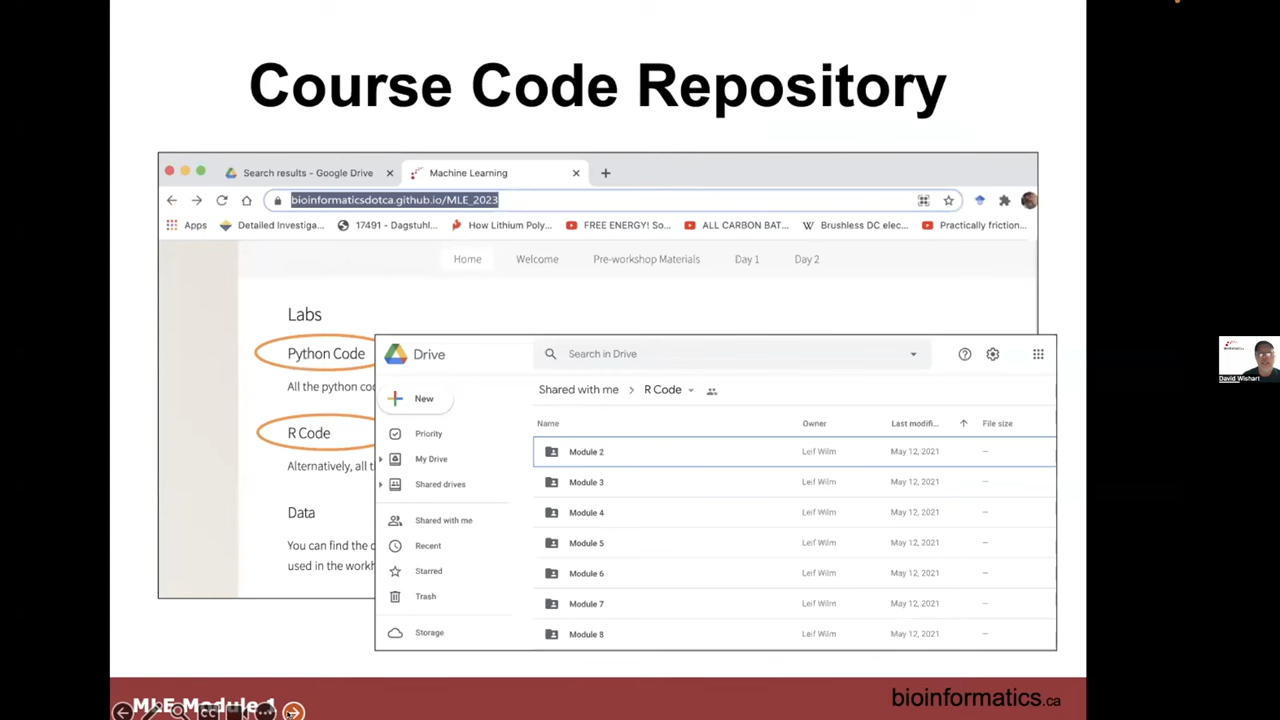 Course Code Repository
Search results - Google Drive
Machine Learning
bioinformaticsdotca.github.io/MLE_2023
Apps Detailed Investiga... 17491 - Dagstuhl... How Lithium Poly... FREE ENERGY! So... ALL CARBON BAT... Brushless DC elec... Practically friction...
Home Welcome Pre-workshop Materials Day 1 Day 2
Labs
Python Code
All the python co
R Code
Alternatively, all t
Data
You can find the
used in the work
Drive
Search in Drive
New
Shared with me > R Code
Priority
My Drive
Shared drives
Shared with me
Recent
Starred
Trash
Storage
Name Owner Last modifi... File size
Module 2 Leif Wilm May 12, 2021 –
Module 3 Leif Wilm May 12, 2021 –
Module 4 Leif Wilm May 12, 2021 –
Module 5 Leif Wilm May 12, 2021 –
Module 6 Leif Wilm May 12, 2021 –
Module 7 Leif Wilm May 12, 2021 –
Module 8 Leif Wilm May 12, 2021 –
David Wishart
MLE Module 1
bioinformatics.ca